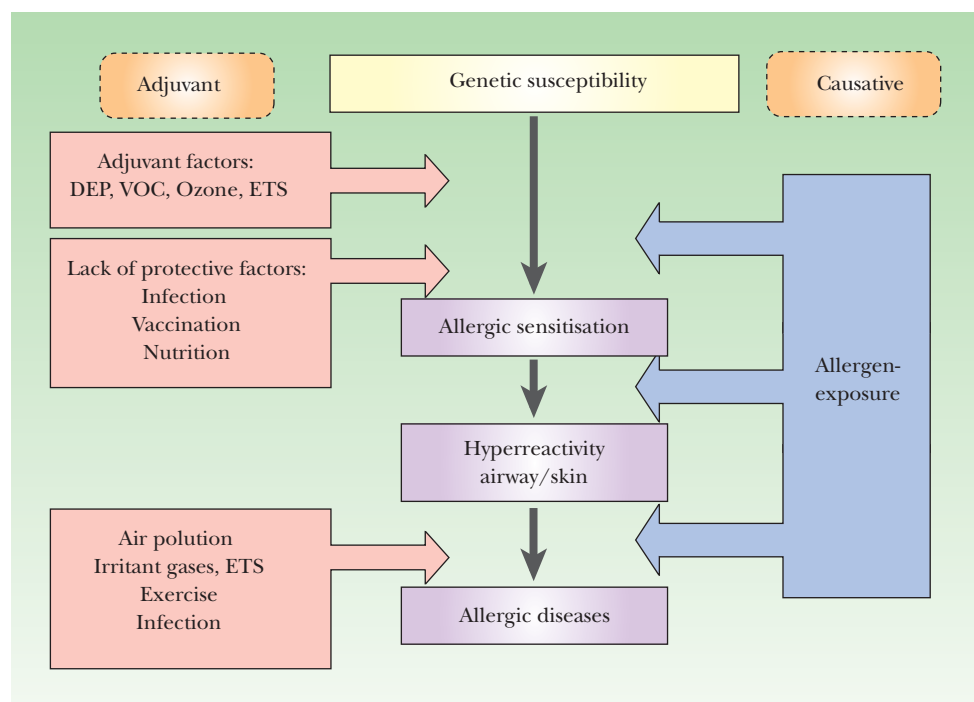 Adjuvant
Genetic susceptibility
Causative
Adjuvant factors:
DEP, VOC, Ozone, ETS
Lack of protective factors:
Infection
Vaccination
Nutrition
Allergic sensitisation
Allergen-
exposure
Hyperreactivity
airway/skin
Air polution
Irritant gases, ETS
Exercise
Infection
Allergic diseases